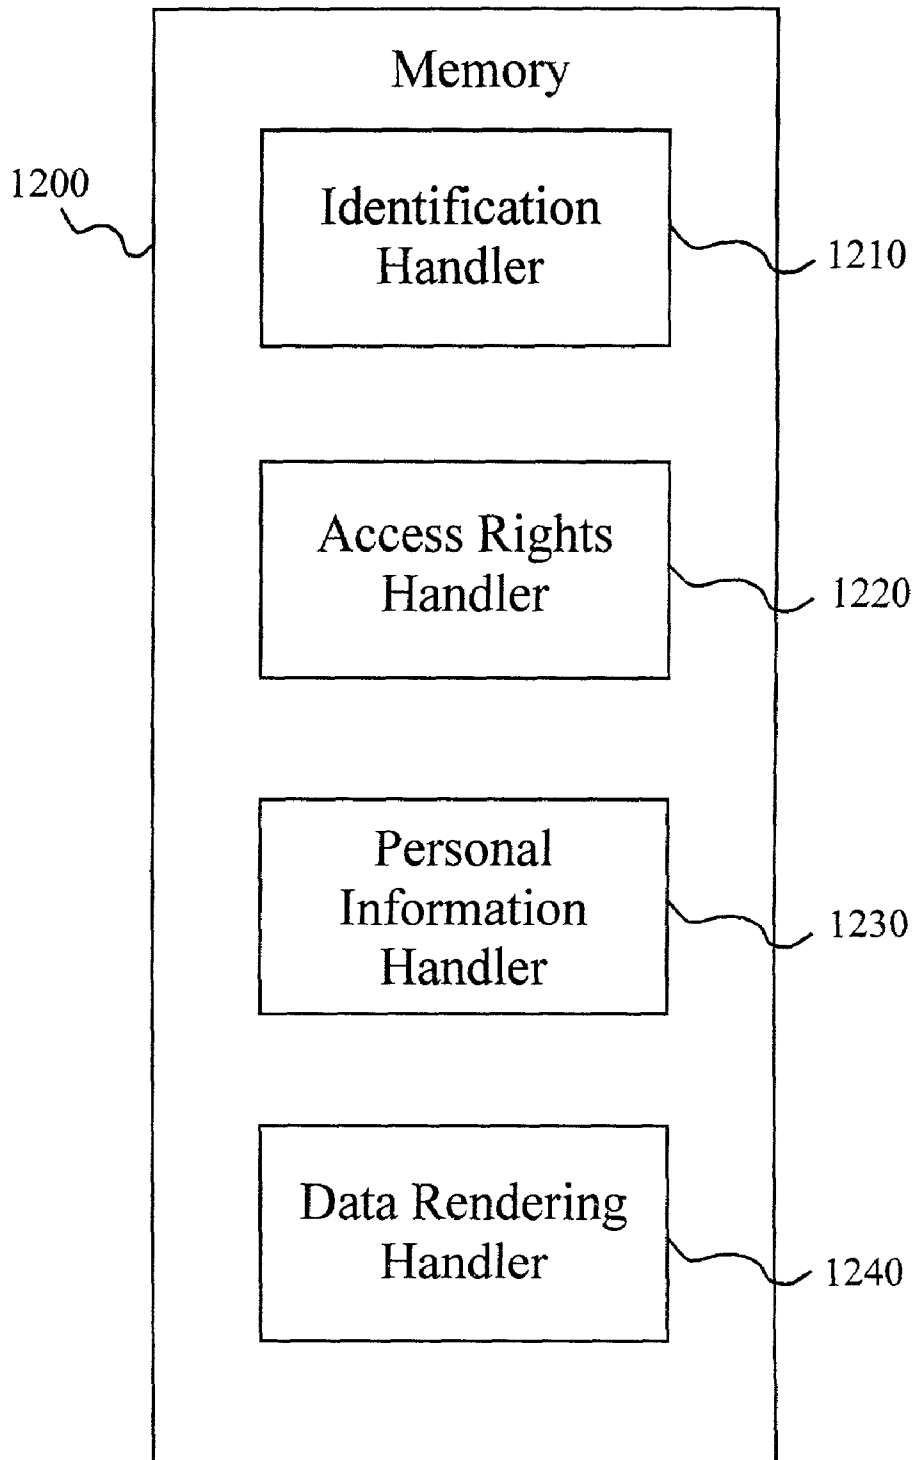 Memory
1200
Identification
Handler
1210
Access Rights
Handler
1220
Personal
Information
Handler
1230
Data Rendering
Handler
1240